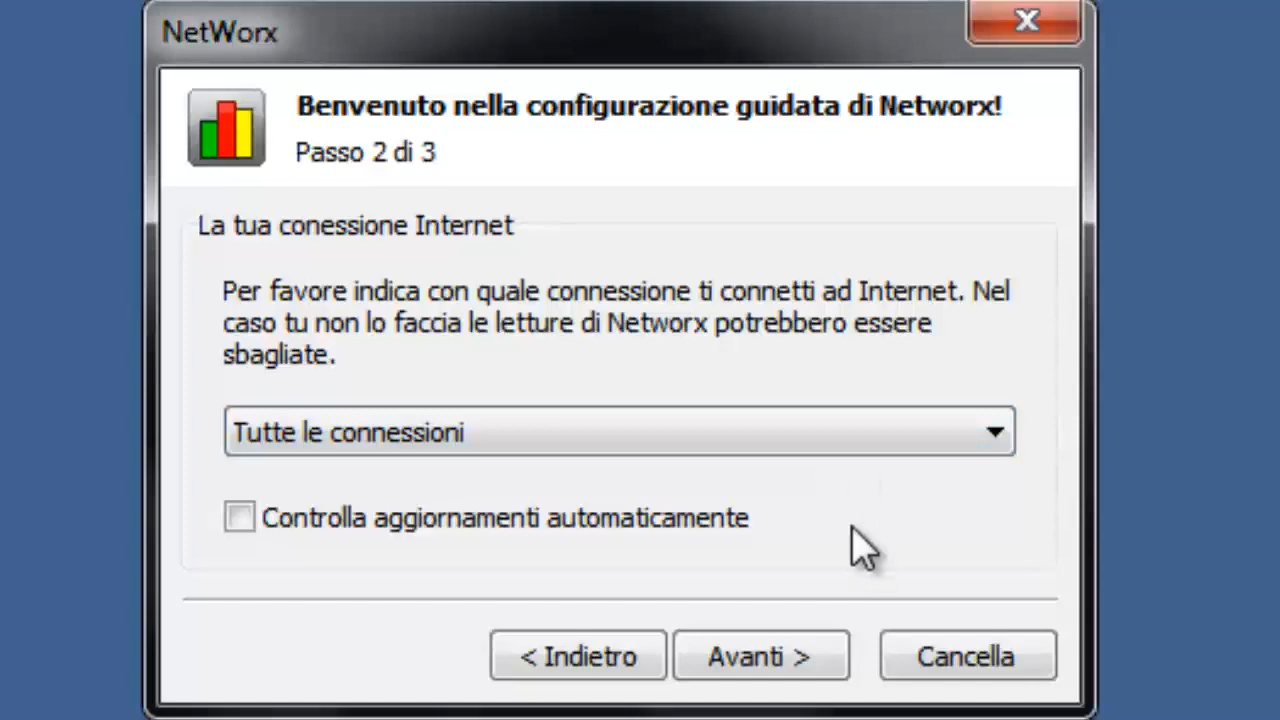 NetWorx
Benvenuto nella configurazione guidata di Networx!
Passo 2 di 3
La tua conessione Internet
Per favore indica con quale connessione ti connetti ad Internet. Nel
caso tu non lo faccia le letture di Networx potrebbero essere
sbagliate.
Tutte le connessioni
Controlla aggiornamenti automaticamente
< Indietro
Avanti >
Cancella